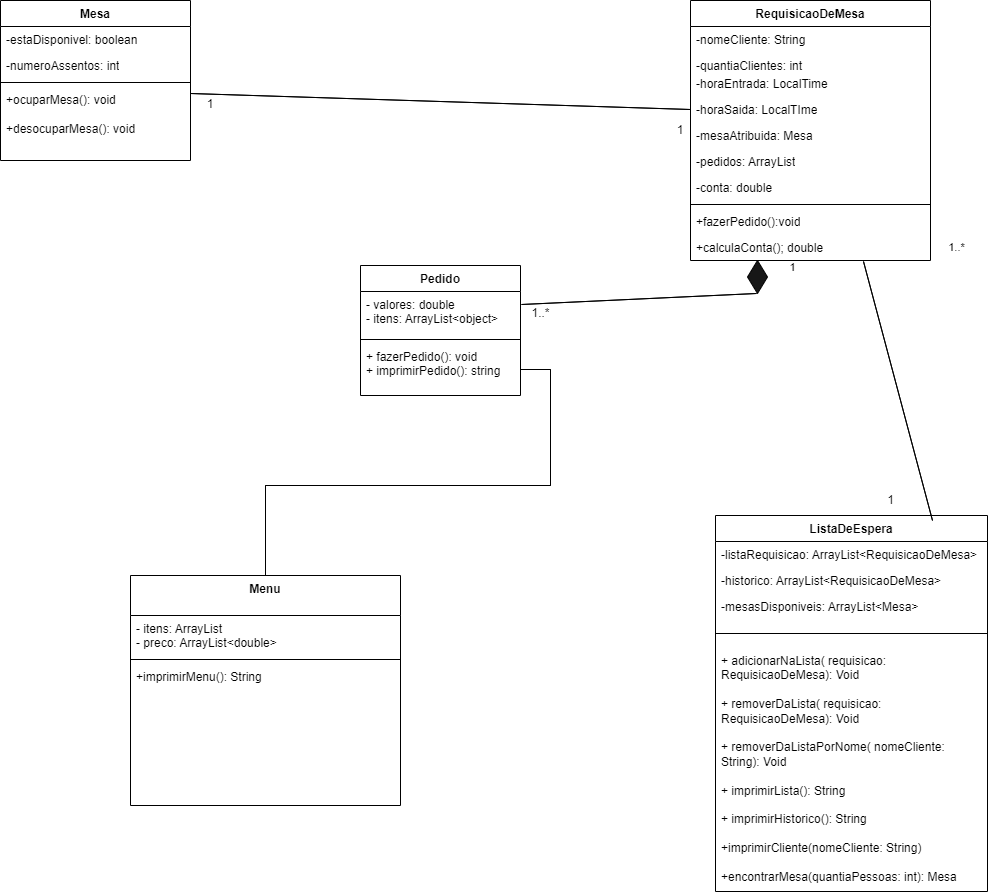 Mesa
-estaDisponivel: boolean
-numeroAssentos: int
+ocuparMesa(): void
+desocuparMesa(): void
1
1
RequisicaoDeMesa
-nomeCliente: String
-quantiaClientes: int
-horaEntrada: LocalTime
-horaSaida: LocalTIme
-mesaAtribuida: Mesa
-pedidos: ArrayList
-conta: double
+fazerPedido():void
+calculaConta(); double
1..*
1
Pedido
- valores: double
- itens: ArrayList<object>
+ fazerPedido(): void
+ imprimirPedido(): string
1..*
Menu
- itens: ArrayList
- preco: ArrayList<double>
+imprimirMenu(): String
1
ListaDeEspera
-listaRequisicao: ArrayList<RequisicaoDeMesa>
-historico: ArrayList<RequisicaoDeMesa>
-mesasDisponiveis: ArrayList<Mesa>
+ adicionarNaLista( requisicao:
RequisicaoDeMesa): Void
+ removerDaLista( requisicao:
RequisicaoDeMesa): Void
+ removerDaListaPorNome( nomeCliente:
String): Void
+ imprimirLista(): String
+ imprimirHistorico(): String
+imprimirCliente(nomeCliente: String)
+encontrarMesa(quantiaPessoas: int): Mesa